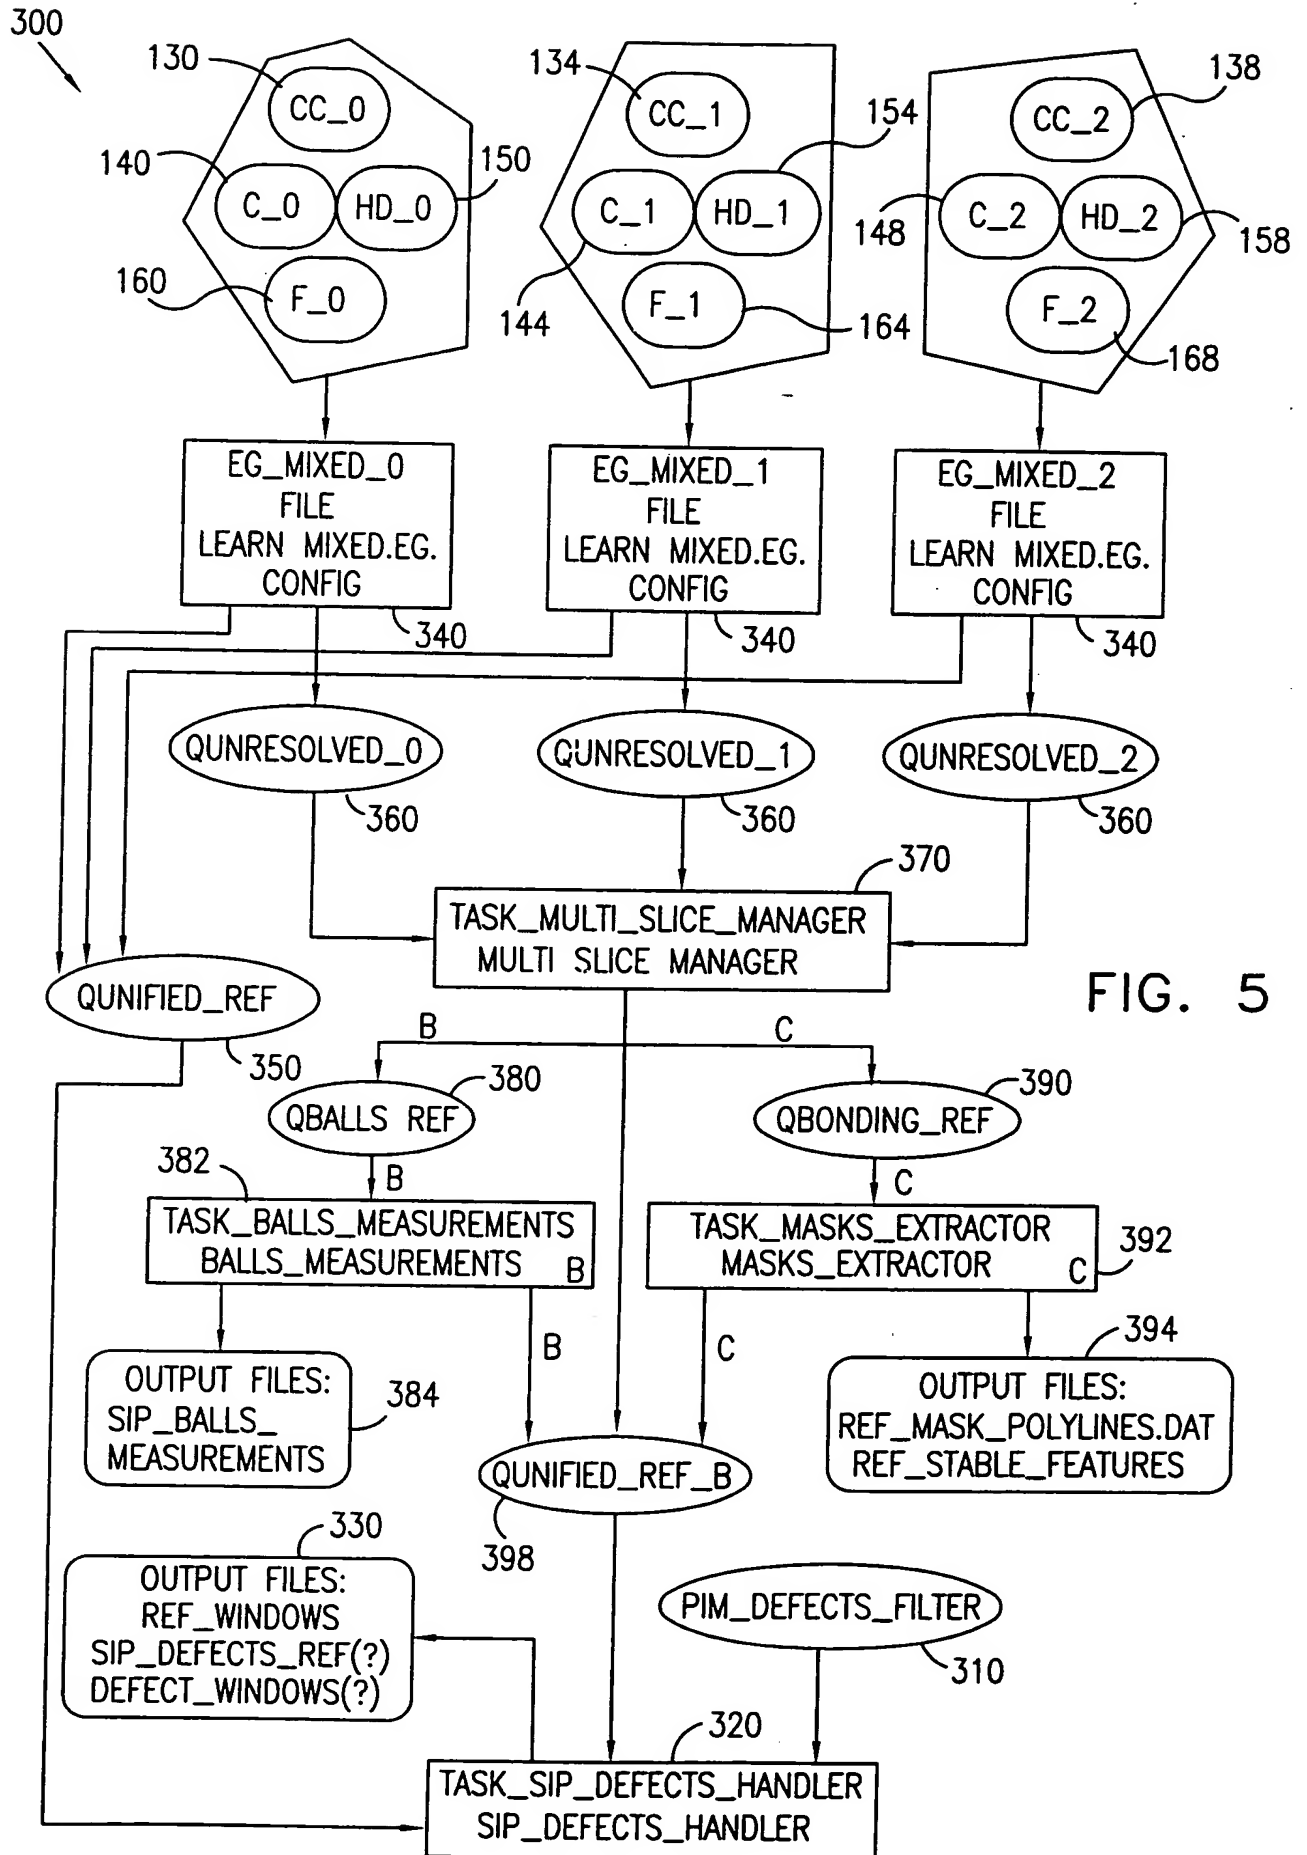 300
130
CC_0
140
C_0
HD_0
150
160
F_0
134
CC_1
154
C_1
HD_1
144
F_1
164
CC_2
138
148
C_2
HD_2
158
F_2
168
EG_MIXED_0
FILE
LEARN MIXED.EG.
CONFIG
340
EG_MIXED_1
FILE
LEARN MIXED.EG.
CONFIG
340
EG_MIXED_2
FILE
LEARN MIXED.EG.
CONFIG
340
QUNRESOLVED_0
360
QUNRESOLVED_1
360
QUNRESOLVED_2
360
370
TASK_MULTI_SLICE_MANAGER
MULTI SLICE MANAGER
QUNIFIED_REF
350
FIG. 5
B
C
380
QBALLS REF
390
QBONDING_REF
382
B
C
TASK_BALLS_MEASUREMENTS
BALLS_MEASUREMENTS B
TASK_MASKS_EXTRACTOR
MASKS_EXTRACTOR C
392
B
C
OUTPUT FILES:
SIP_BALLS_
MEASUREMENTS
384
394
OUTPUT FILES:
REF_MASK_POLYLINES.DAT
REF_STABLE_FEATURES
QUNIFIED_REF_B
398
330
OUTPUT FILES:
REF_WINDOWS
SIP_DEFECTS_REF(?)
DEFECT_WINDOWS(?)
PIM_DEFECTS_FILTER
310
320
TASK_SIP_DEFECTS_HANDLER
SIP_DEFECTS_HANDLER